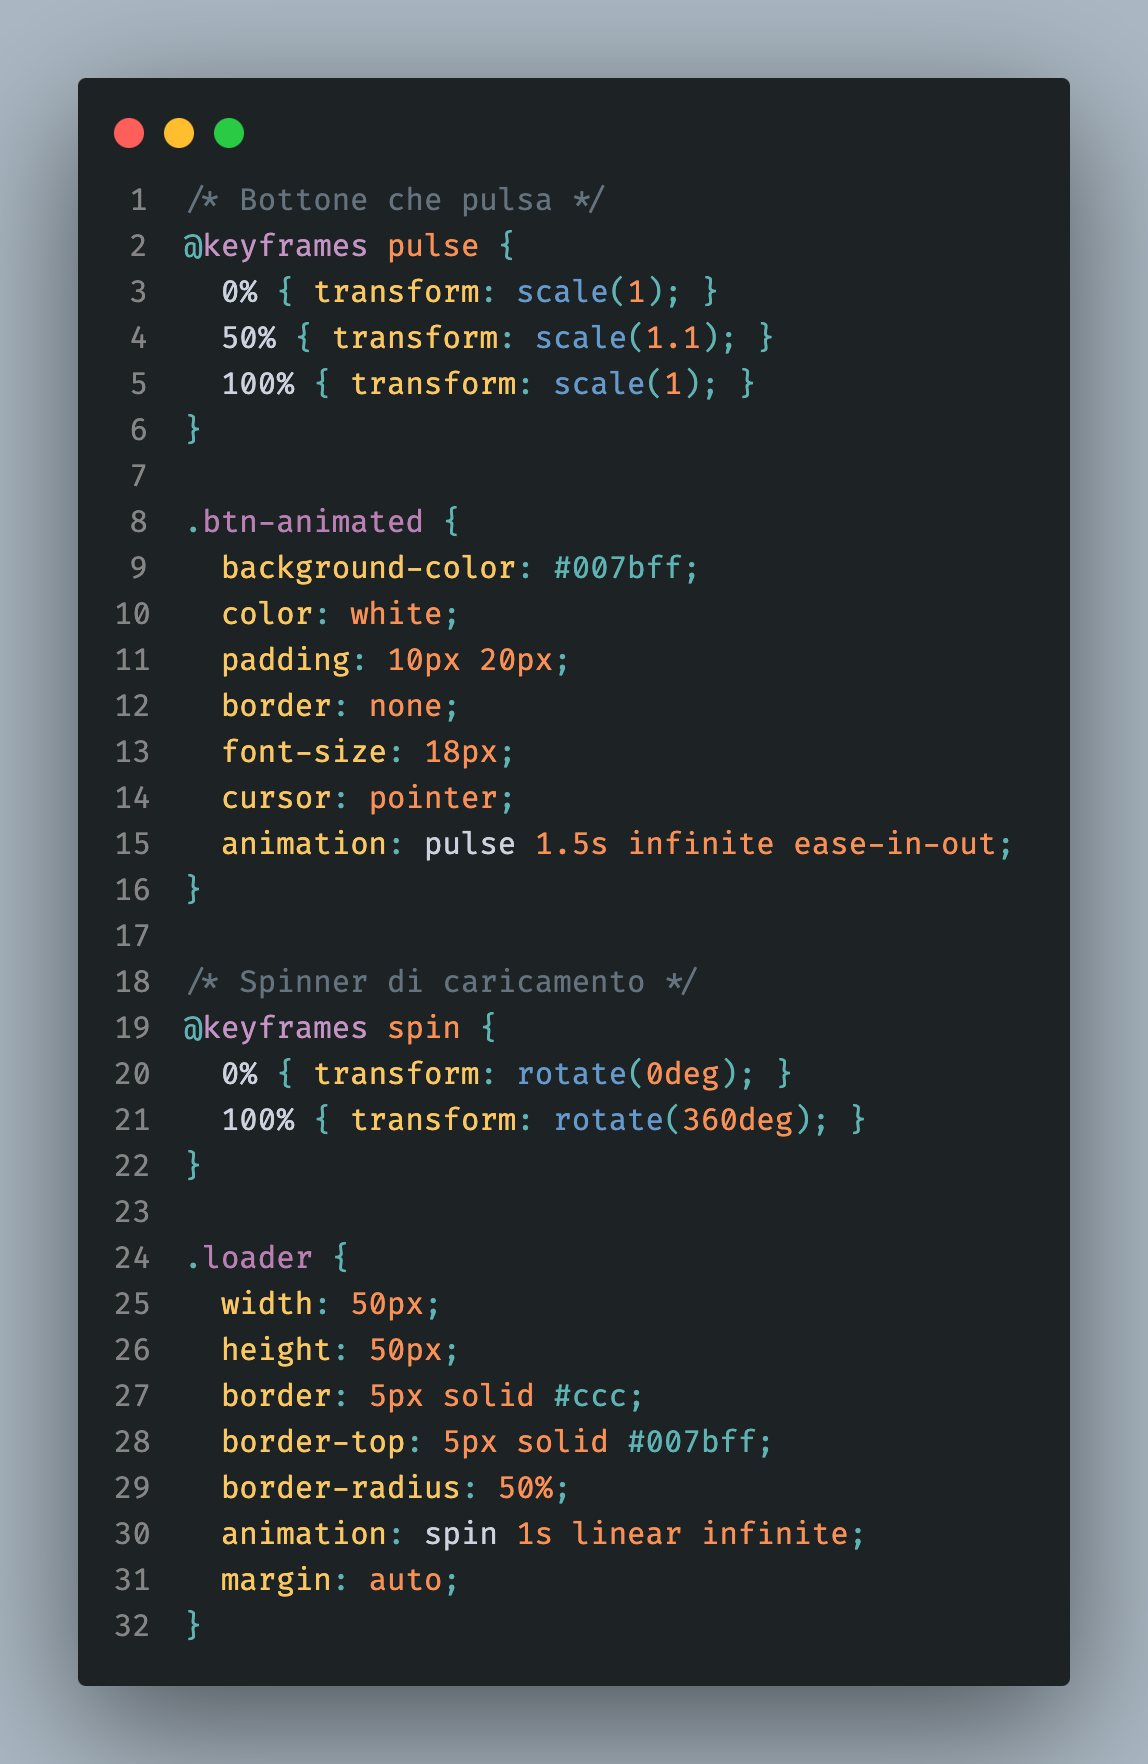 1 /* Bottone che pulsa */
2 @keyframes pulse {
3   0% { transform: scale(1); }
4   50% { transform: scale(1.1); }
5   100% { transform: scale(1); }
6 }
7
8 .btn-animated {
9   background-color: #007bff;
10   color: white;
11   padding: 10px 20px;
12   border: none;
13   font-size: 18px;
14   cursor: pointer;
15   animation: pulse 1.5s infinite ease-in-out;
16 }
17
18 /* Spinner di caricamento */
19 @keyframes spin {
20   0% { transform: rotate(0deg); }
21   100% { transform: rotate(360deg); }
22 }
23
24 .loader {
25   width: 50px;
26   height: 50px;
27   border: 5px solid #ccc;
28   border-top: 5px solid #007bff;
29   border-radius: 50%;
30   animation: spin 1s linear infinite;
31   margin: auto;
32 }